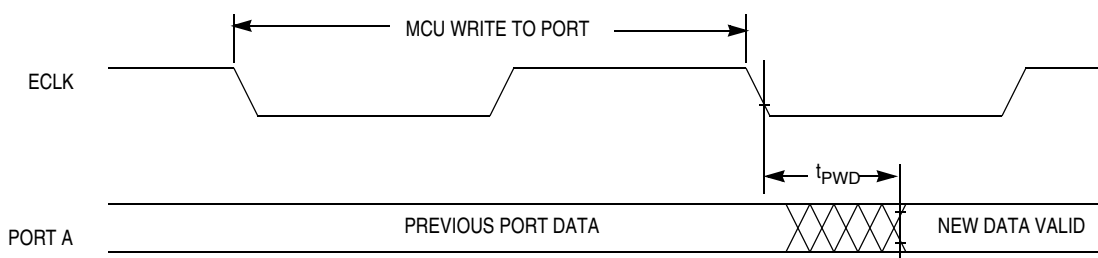 MCU WRITE TO PORT
ECLK
tPWD
PREVIOUS PORT DATA
NEW DATA VALID
PORT A